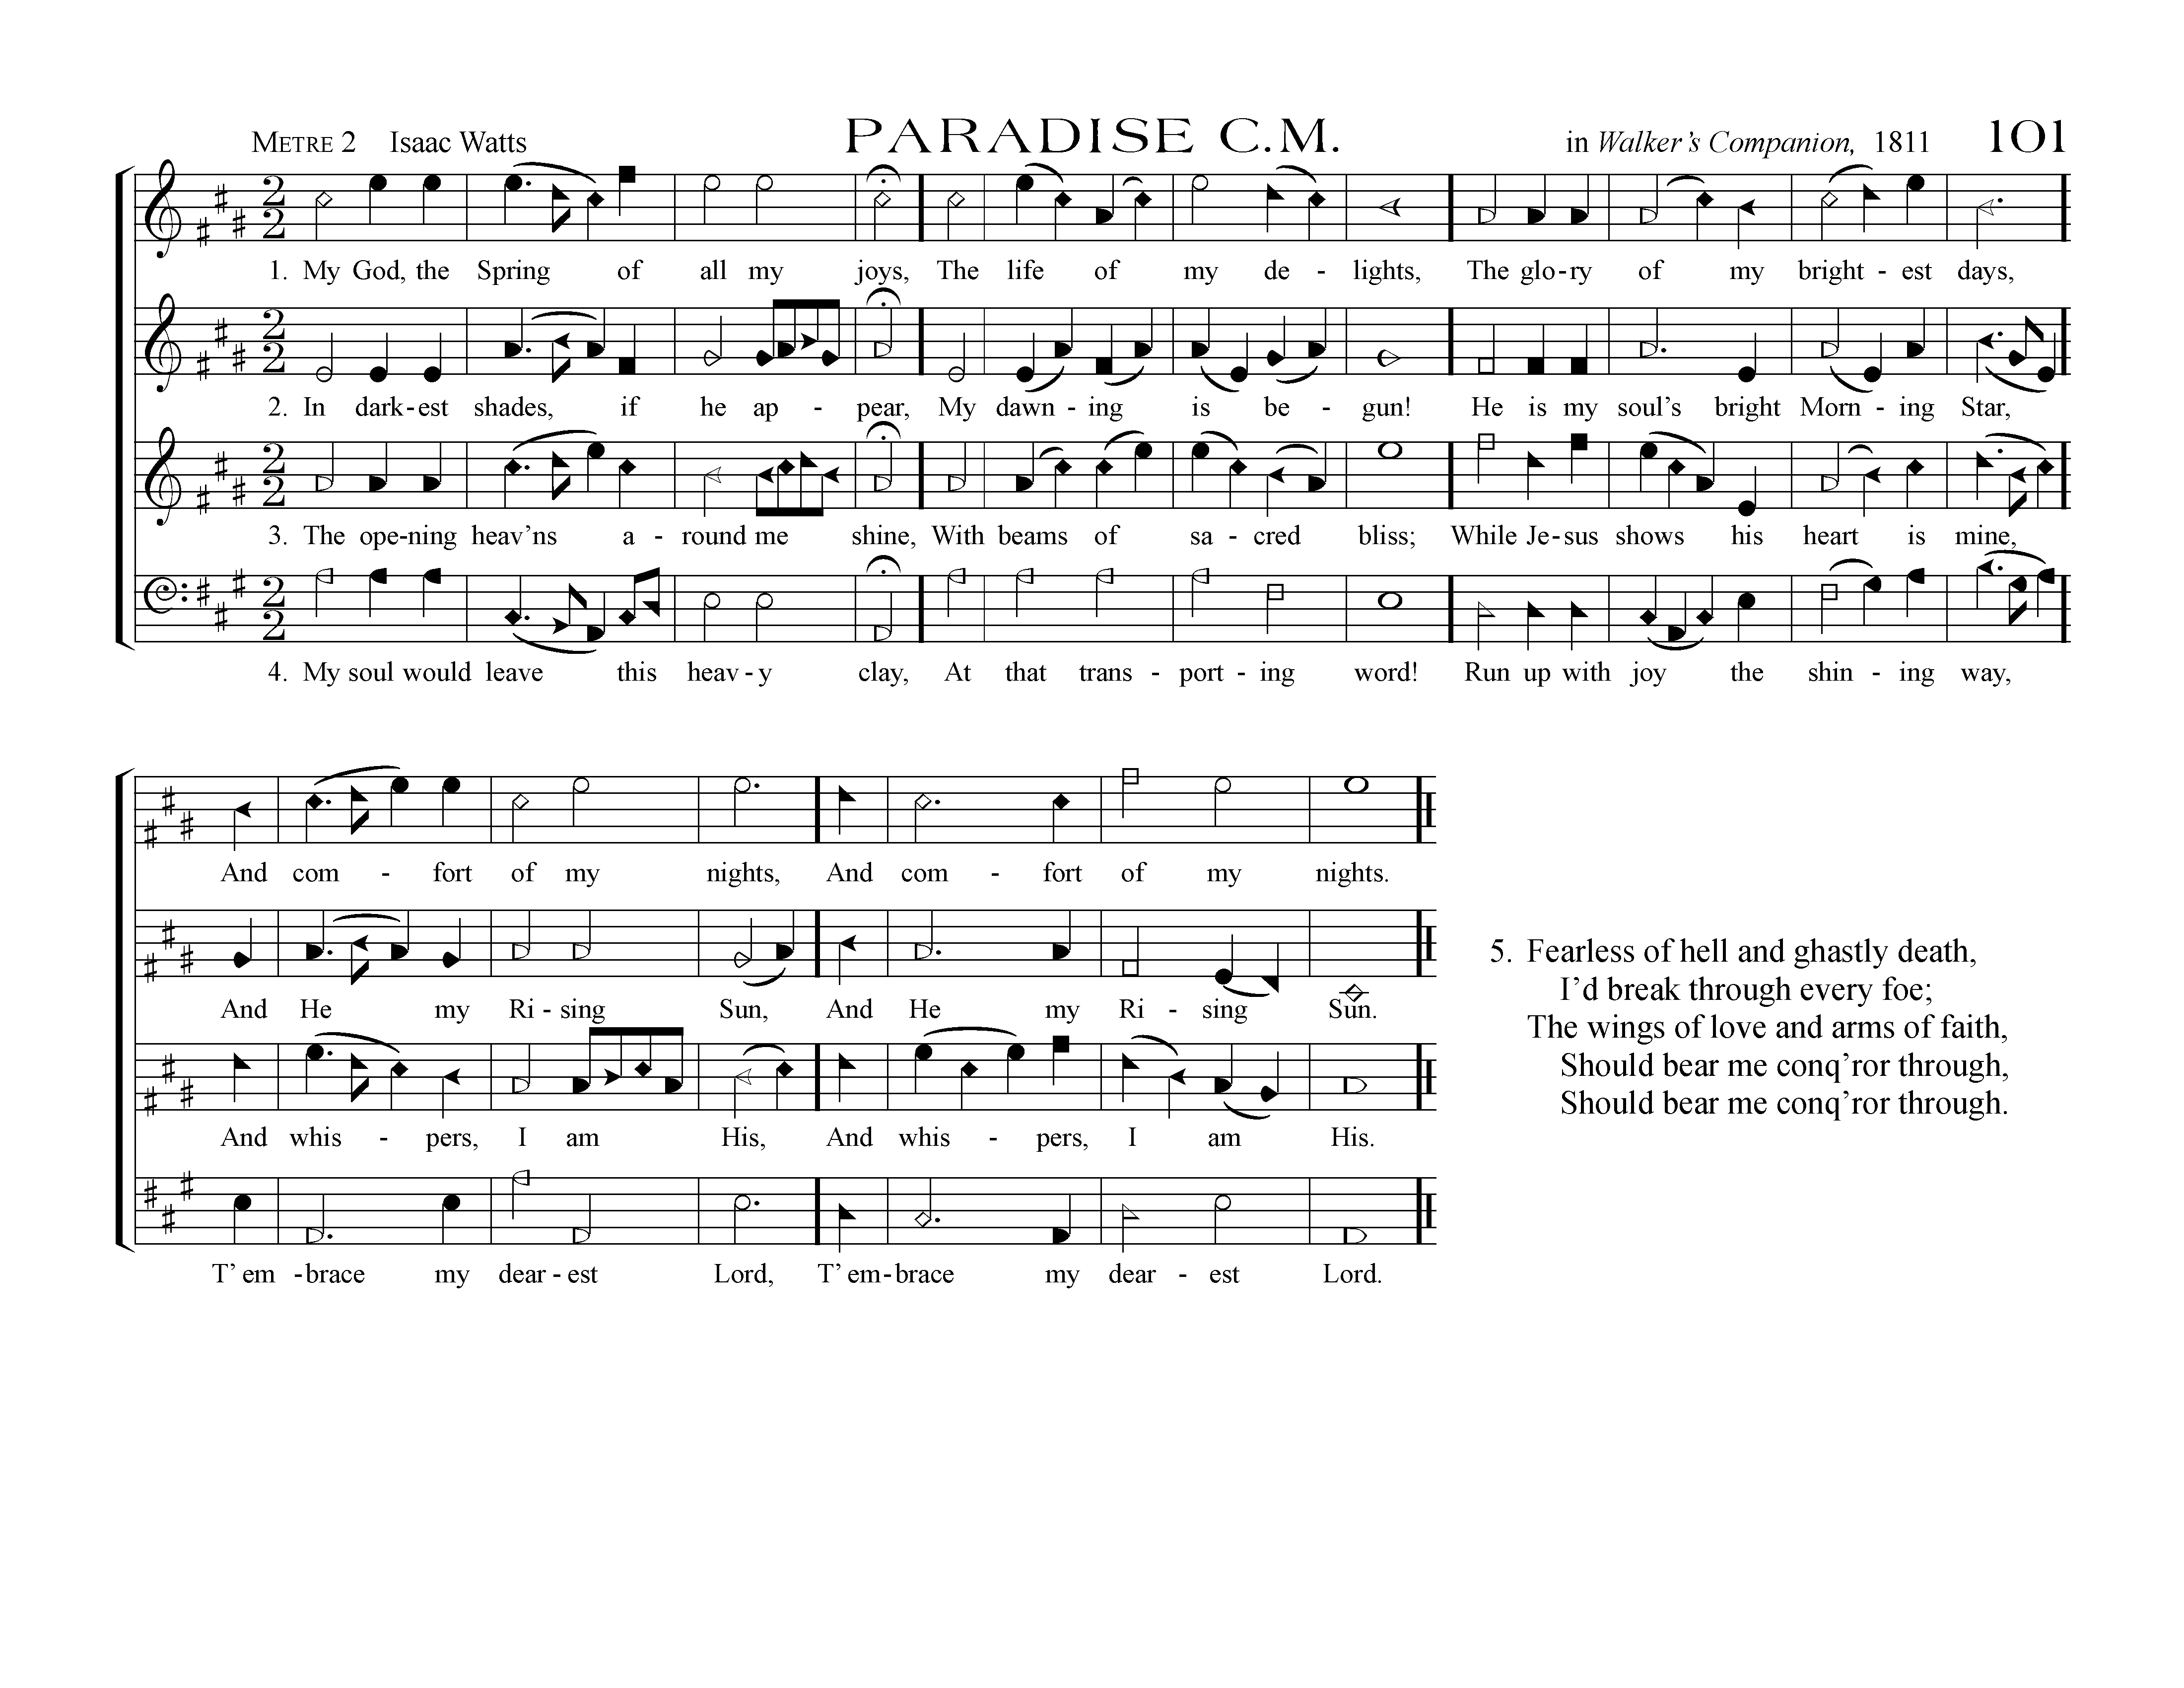 METRE 2 Isaac Watts PARADISE C.M. in Walker's Companion, 1811 101
1. My God, the Spring of all my joys, The life of my de - lights, The glo-ry of my bright - est days,
2. In dark-est shades, if he ap - pear, My dawn - ing is be - gun! He is my soul's bright Morn - ing Star,
3. The ope-ning heav'ns a - round me shine, With beams of sa - cred bliss; While Je-sus shows his heart is mine,
4. My soul would leave this heav - y clay, At that trans - port - ing word! Run up with joy the shin - ing way,
And com - fort of my nights, And com - fort of my nights.
And He my Ri - sing Sun, And He my Ri - sing Sun.
And whis - pers, I am His, And whis - pers, I am His.
T' em -brace my dear - est Lord, T' em-brace my dear - est Lord.
5. Fearless of hell and ghastly death,
I'd break through every foe;
The wings of love and arms of faith,
Should bear me conq'ror through,
Should bear me conq'ror through.